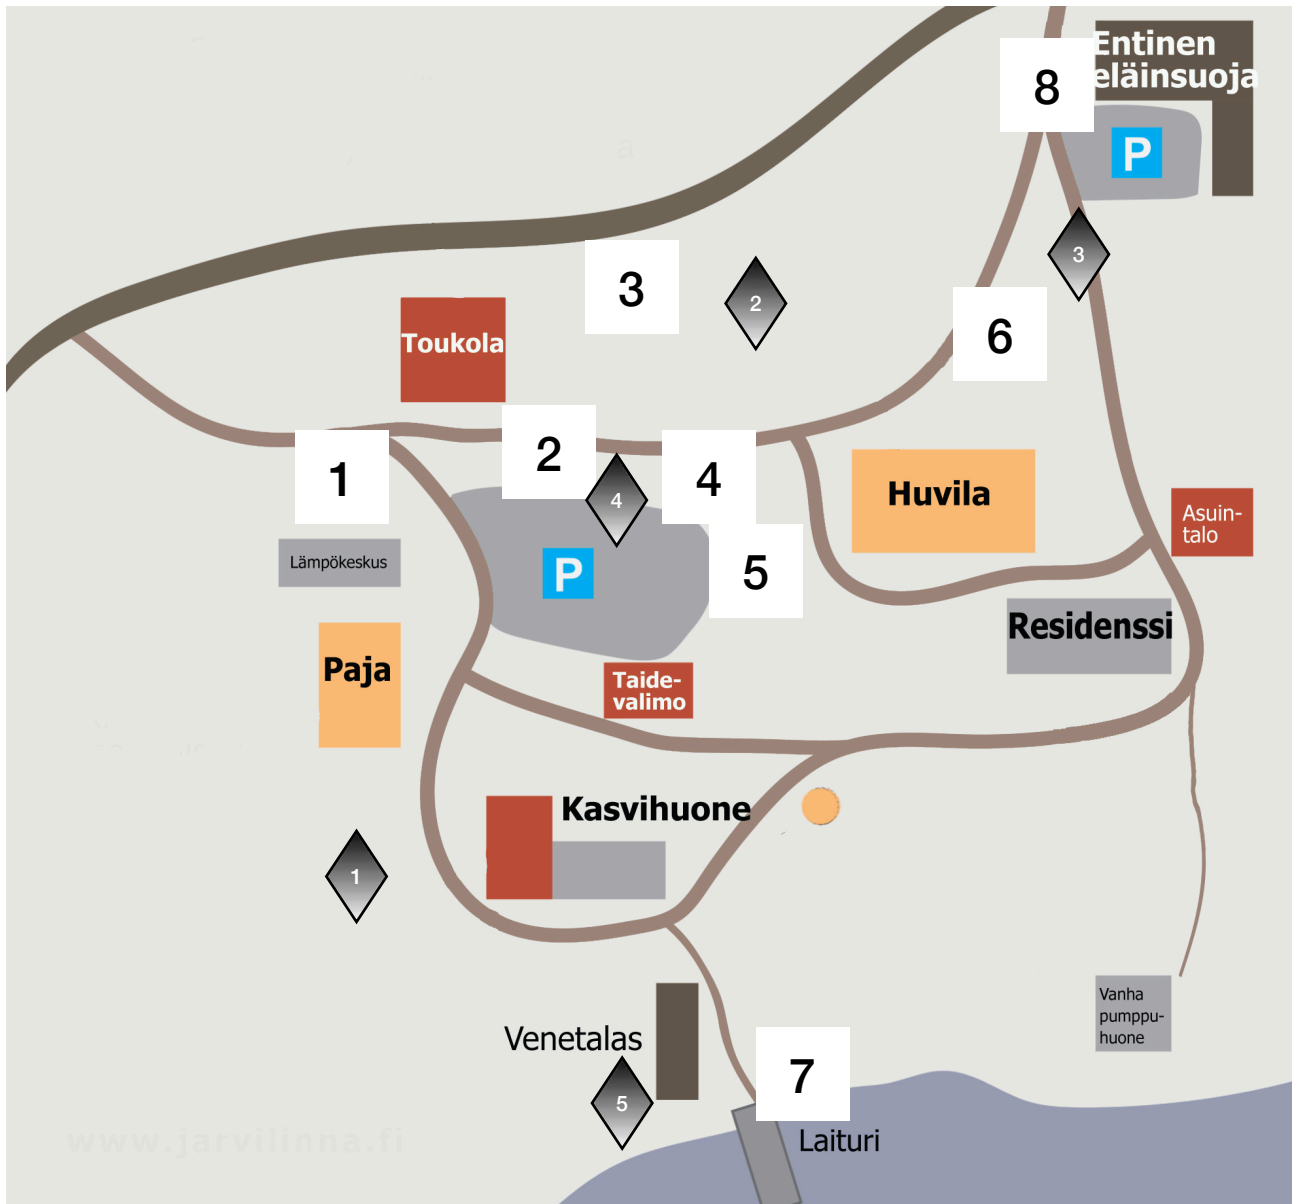 Entinen
eläinsuoja
8
P
3
3
2
6
Toukola
2
4
4
1
Huvila
Asuin-
talo
Lämpökeskus
P
5
Residenssi
Paja
Taide-
valimo
Kasvihuone
1
Vanha
pumppu-
huone
Venetalas
7
5
www.jarvilinna.fi
Laituri